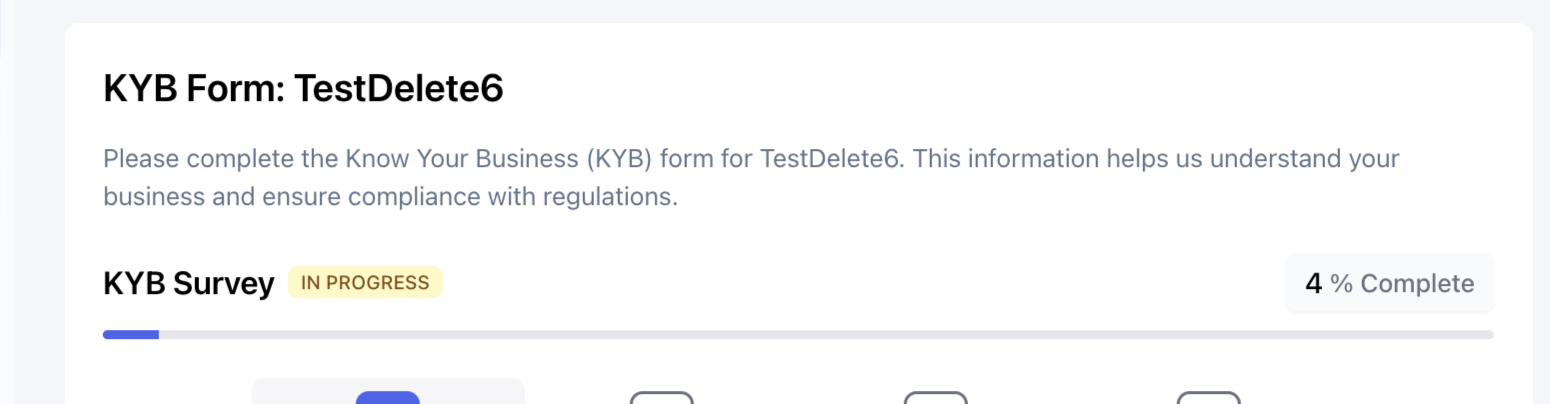 KYB Form: TestDelete6
Please complete the Know Your Business (KYB) form for TestDelete6. This information helps us understand your
business and ensure compliance with regulations.
KYB Survey IN PROGRESS 4 % Complete